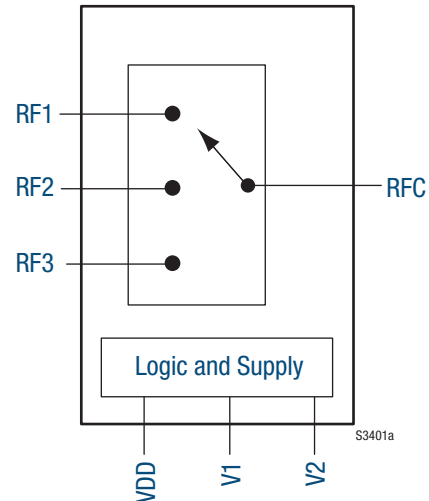 RF1
RF2
RFC
RF3
Logic and Supply
S3401a
VDD
V1
V2